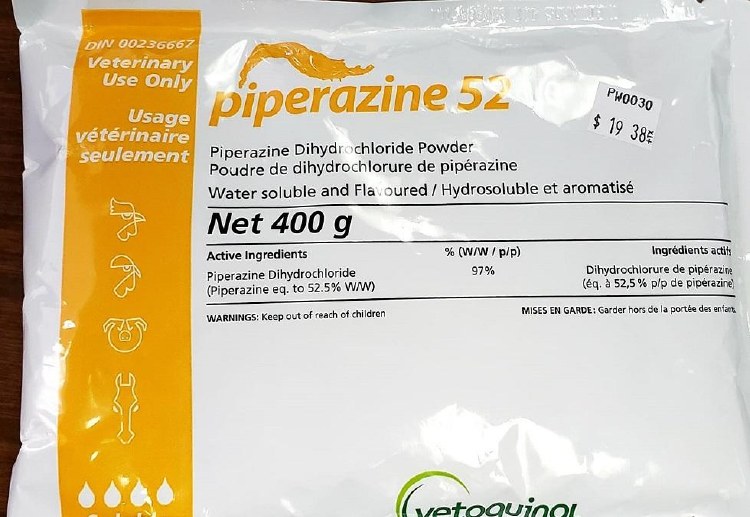 DIN 00236667
Veterinary
Use Only
Usage
vétérinaire
seulement
piperazine 52
PW0030
$ 19 38
Piperazine Dihydrochloride Powder
Poudre de dihydrochlorure de pipérazine
Water soluble and Flavoured / Hydrosoluble et aromatisé
Net 400 g
Active Ingredients % (W/W / p/p) Ingrédients actifs
Piperazine Dihydrochloride 97% Dihydrochlorure de pipérazine
(Piperazine eq. to 52.5% W/W) (éq. à 52,5 % p/p de pipérazine)
WARNINGS: Keep out of reach of children MISES EN GARDE: Garder hors de la portée des enfants
vetoquinol